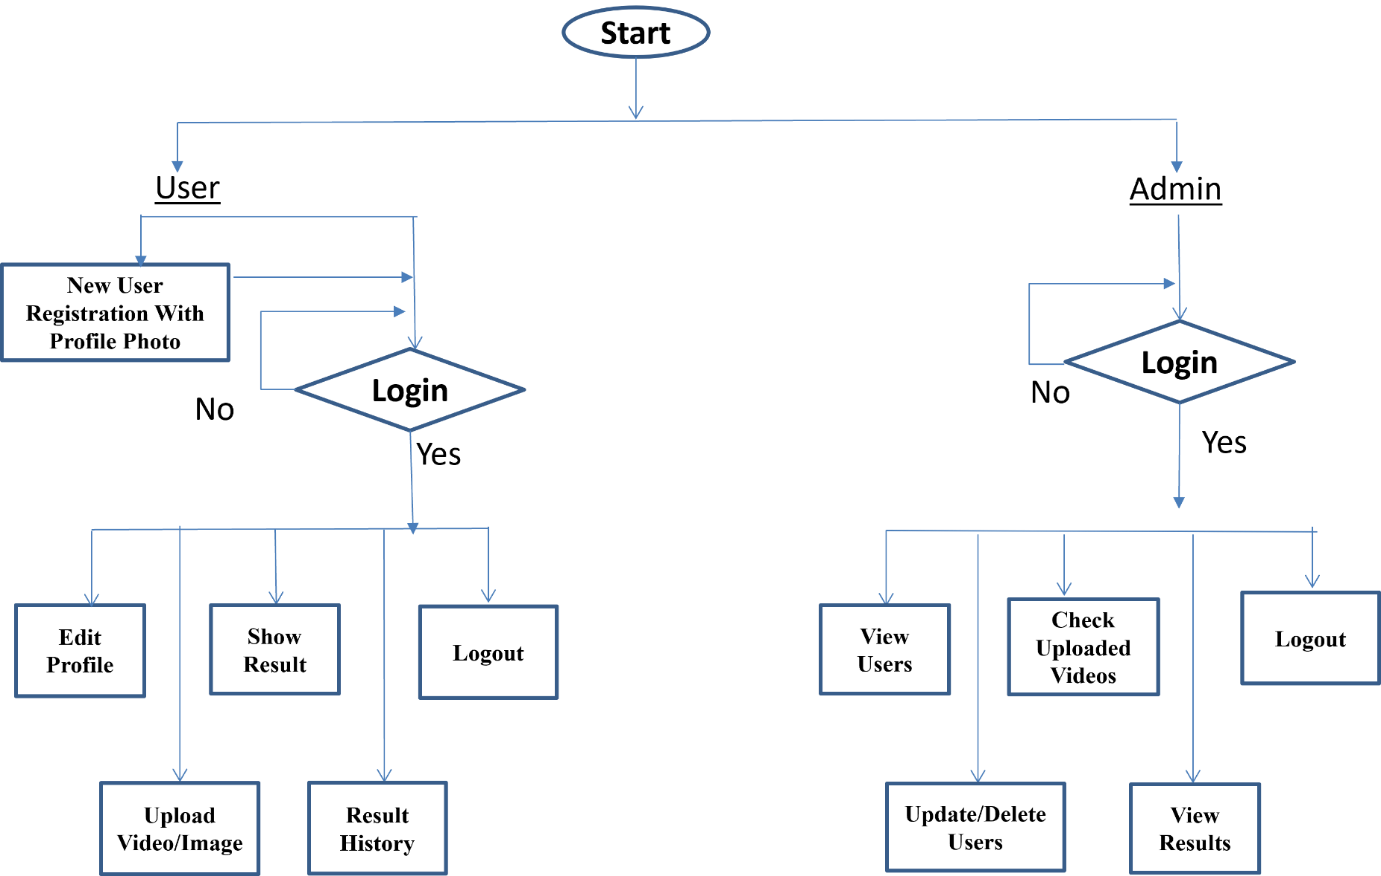 Start
User
Admin
New User
Registration With
Profile Photo
Login
No
Yes
Login
No
Yes
Edit
Profile
Show
Result
Logout
Upload
Video/Image
Result
History
View
Users
Check
Uploaded
Videos
Logout
Update/Delete
Users
View
Results